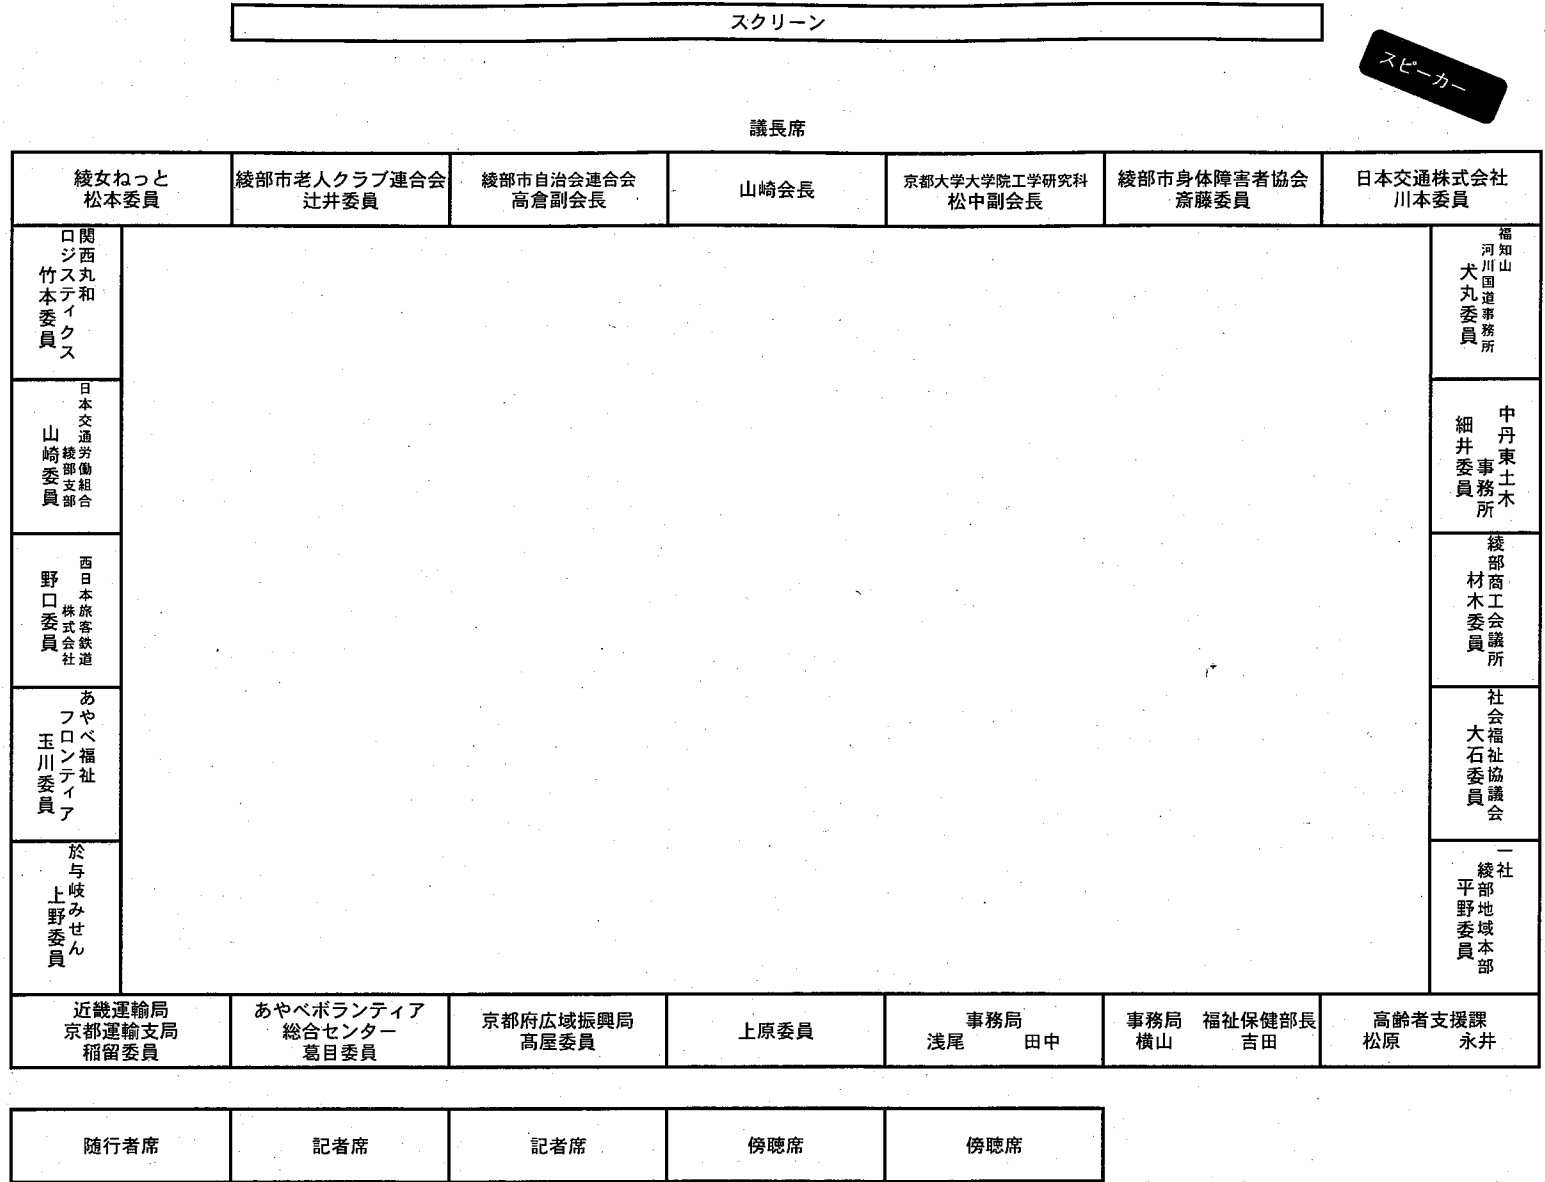 スクリーン
スピーカー
議長席
綾女ねっと
松本委員
綾部市老人クラブ連合会
辻井委員
綾部市自治会連合会
高倉副会長
山崎会長
京都大学大学院工学研究科
松中副会長
綾部市身体障害者協会
斎藤委員
日本交通株式会社
川本委員
関西丸和
ロジスティクス
竹本委員
日本交通労働組合
綾部支部
山崎委員
西日本旅客鉄道
株式会社
野口委員
あやべ福祉
フロンティア
玉川委員
於与岐みせん
上野委員
福知山
河川国道事務所
犬丸委員
中丹東土木
事務所
細井委員
綾部商工会議所
材木委員
社会福祉協議会
大石委員
一社
綾部地域本部
平野委員
近畿運輸局
京都運輸支局
稲留委員
あやべボランティア
総合センター
葛目委員
京都府広域振興局
髙屋委員
上原委員
事務局
浅尾 田中
事務局 福祉保健部長
横山 吉田
高齢者支援課
松原 永井
随行者席
記者席
記者席
傍聴席
傍聴席